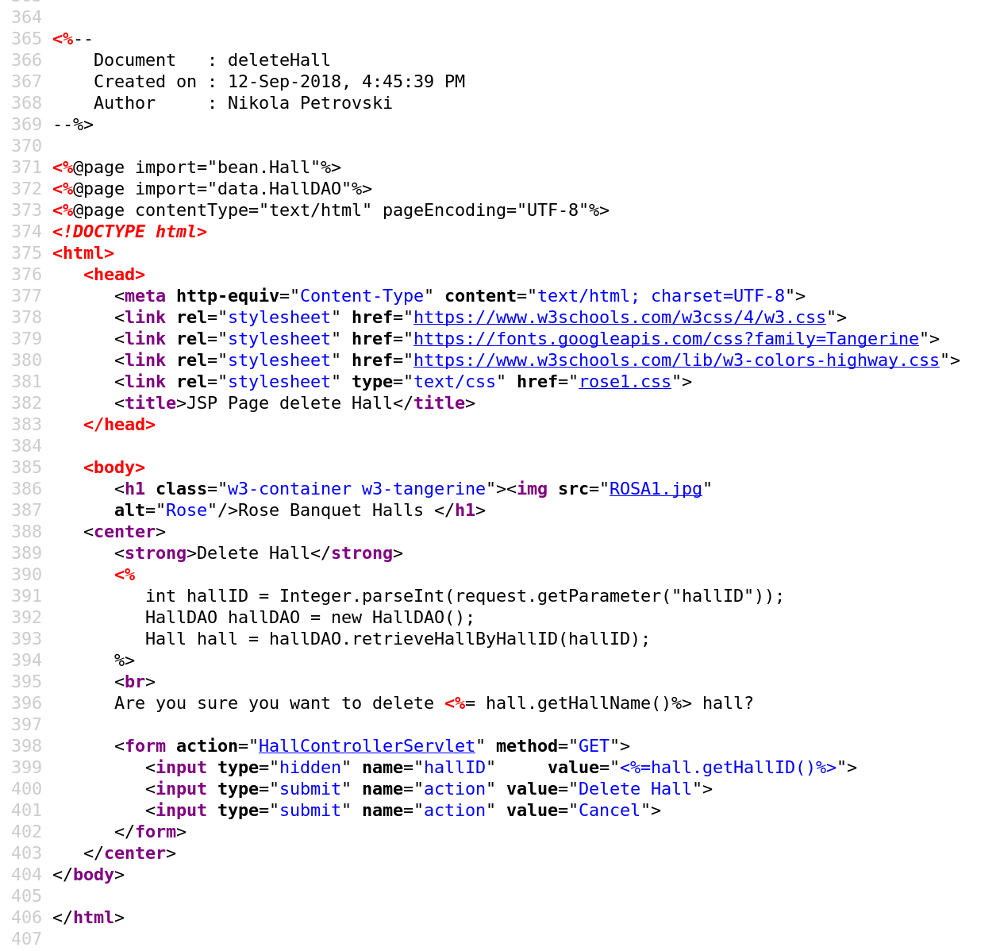 364
365 <%--
366     Document   : deleteHall
367     Created on : 12-Sep-2018, 4:45:39 PM
368     Author     : Nikola Petrovski
369 --%>
370
371 <%@page import="bean.Hall"%>
372 <%@page import="data.HallDAO"%>
373 <%@page contentType="text/html" pageEncoding="UTF-8"%>
374 <!DOCTYPE html>
375 <html>
376    <head>
377       <meta http-equiv="Content-Type" content="text/html; charset=UTF-8">
378       <link rel="stylesheet" href="https://www.w3schools.com/w3css/4/w3.css">
379       <link rel="stylesheet" href="https://fonts.googleapis.com/css?family=Tangerine">
380       <link rel="stylesheet" href="https://www.w3schools.com/lib/w3-colors-highway.css">
381       <link rel="stylesheet" type="text/css" href="rose1.css">
382       <title>JSP Page delete Hall</title>
383    </head>
384
385    <body>
386       <h1 class="w3-container w3-tangerine"><img src="ROSA1.jpg"
387       alt="Rose"/>Rose Banquet Halls </h1>
388    <center>
389       <strong>Delete Hall</strong>
390       <%
391          int hallID = Integer.parseInt(request.getParameter("hallID"));
392          HallDAO hallDAO = new HallDAO();
393          Hall hall = hallDAO.retrieveHallByHallID(hallID);
394       %>
395       <br>
396       Are you sure you want to delete <%= hall.getHallName()%> hall?
397
398       <form action="HallControllerServlet" method="GET">
399          <input type="hidden" name="hallID"     value="<%=hall.getHallID()%>">
400          <input type="submit" name="action" value="Delete Hall">
401          <input type="submit" name="action" value="Cancel">
402       </form>
403    </center>
404 </body>
405
406 </html>
407